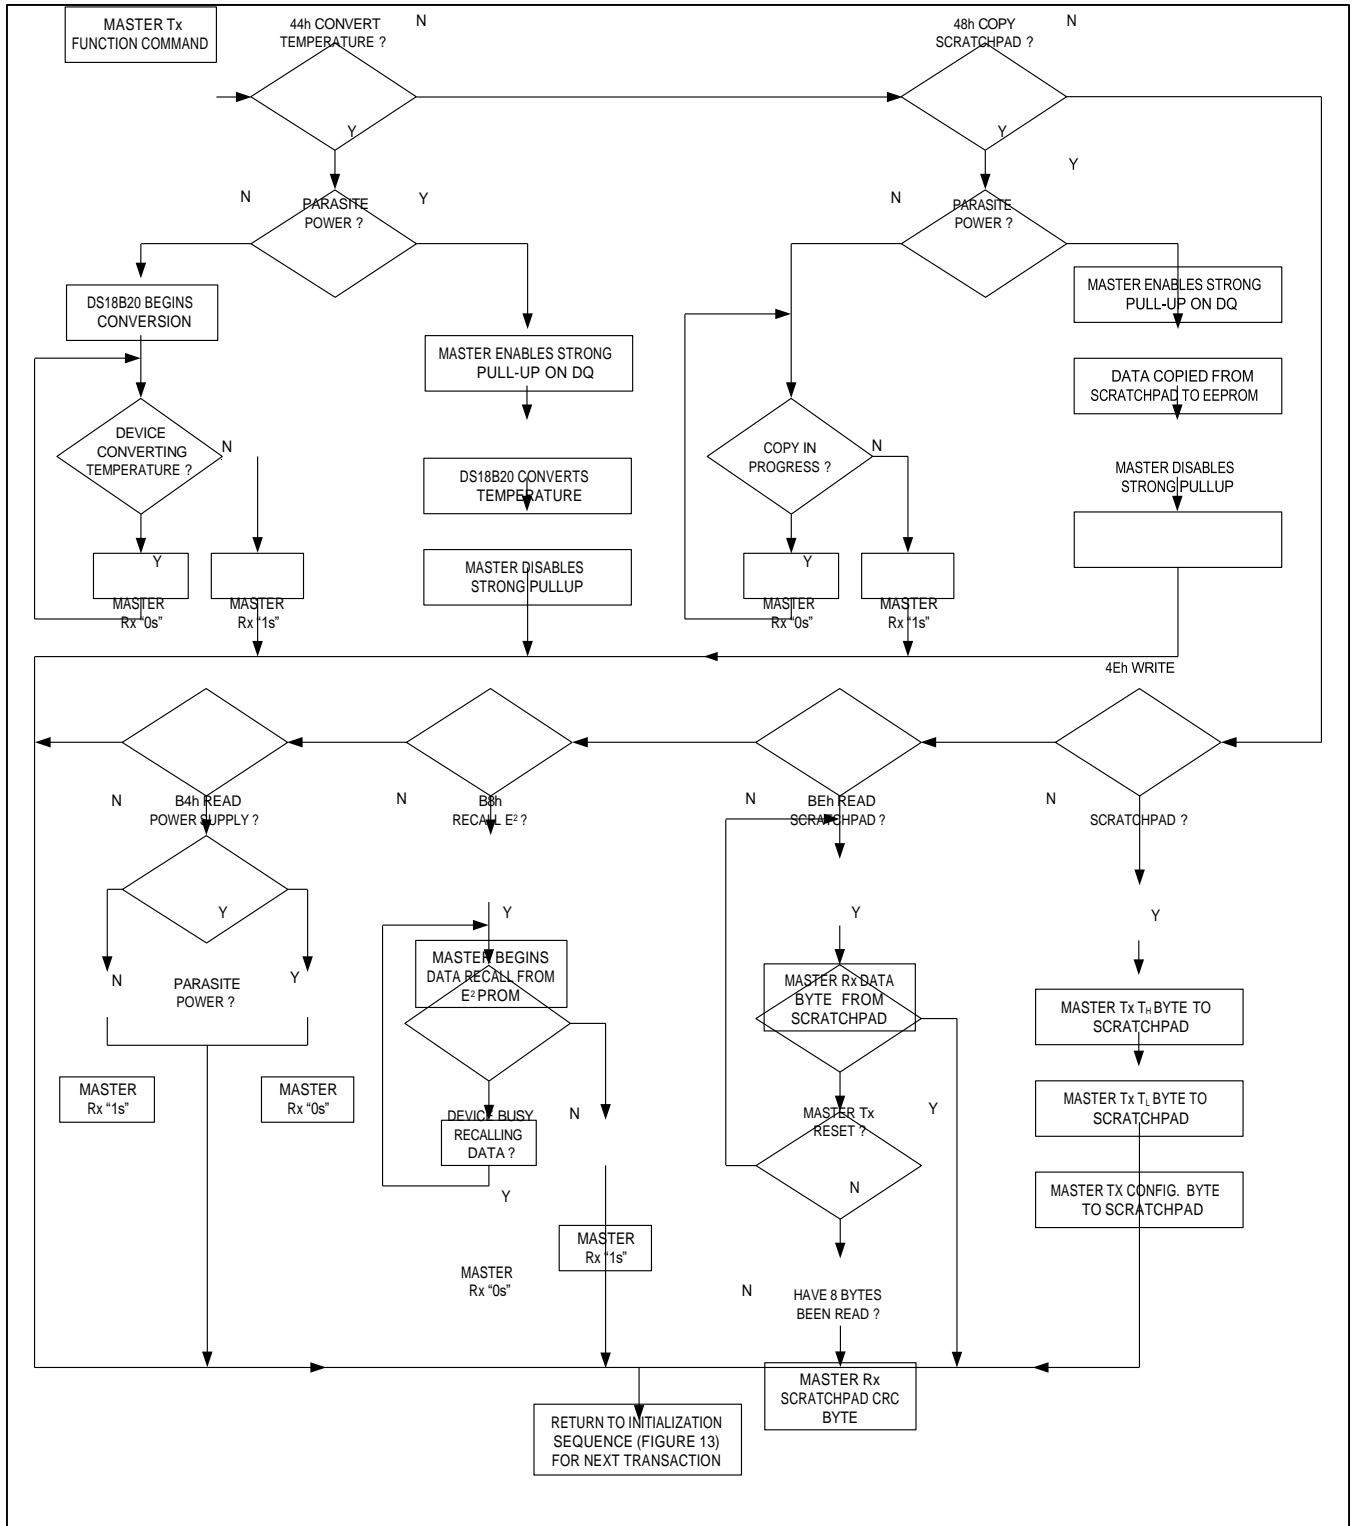 MASTER Tx
FUNCTION COMMAND
44h CONVERT
TEMPERATURE ?
N
48h COPY
SCRATCHPAD ?
N
Y
Y
N
PARASITE
POWER ?
Y
N
PARASITE
POWER ?
Y
DS18B20 BEGINS
CONVERSION
MASTER ENABLES STRONG
PULL-UP ON DQ
MASTER ENABLES STRONG
PULL-UP ON DQ
DATA COPIED FROM
SCRATCHPAD TO EEPROM
DEVICE
CONVERTING
TEMPERATURE ?
N
DS18B20 CONVERTS
TEMPERATURE
COPY IN
PROGRESS ?
N
MASTER DISABLES
STRONG PULLUP
Y
MASTER
Rx “0s”
MASTER
Rx “1s”
MASTER DISABLES
STRONG PULLUP
Y
MASTER
Rx “0s”
MASTER
Rx “1s”
4Eh WRITE
N
B4h READ
POWER SUPPLY ?
N
B8h
RECALL E² ?
N
BEh READ
SCRATCHPAD ?
N
SCRATCHPAD ?
Y
Y
Y
Y
N
PARASITE
POWER ?
Y
MASTER BEGINS
DATA RECALL FROM
E² PROM
MASTER Rx DATA
BYTE FROM
SCRATCHPAD
MASTER Tx TH BYTE TO
SCRATCHPAD
MASTER
Rx “1s”
MASTER
Rx “0s”
DEVICE BUSY
RECALLING
DATA ?
N
MASTER Tx
RESET ?
Y
MASTER Tx TL BYTE TO
SCRATCHPAD
Y
N
MASTER TX CONFIG. BYTE
TO SCRATCHPAD
MASTER
Rx “0s”
MASTER
Rx “1s”
N
HAVE 8 BYTES
BEEN READ ?
MASTER Rx
SCRATCHPAD CRC
BYTE
RETURN TO INITIALIZATION
SEQUENCE (FIGURE 13)
FOR NEXT TRANSACTION